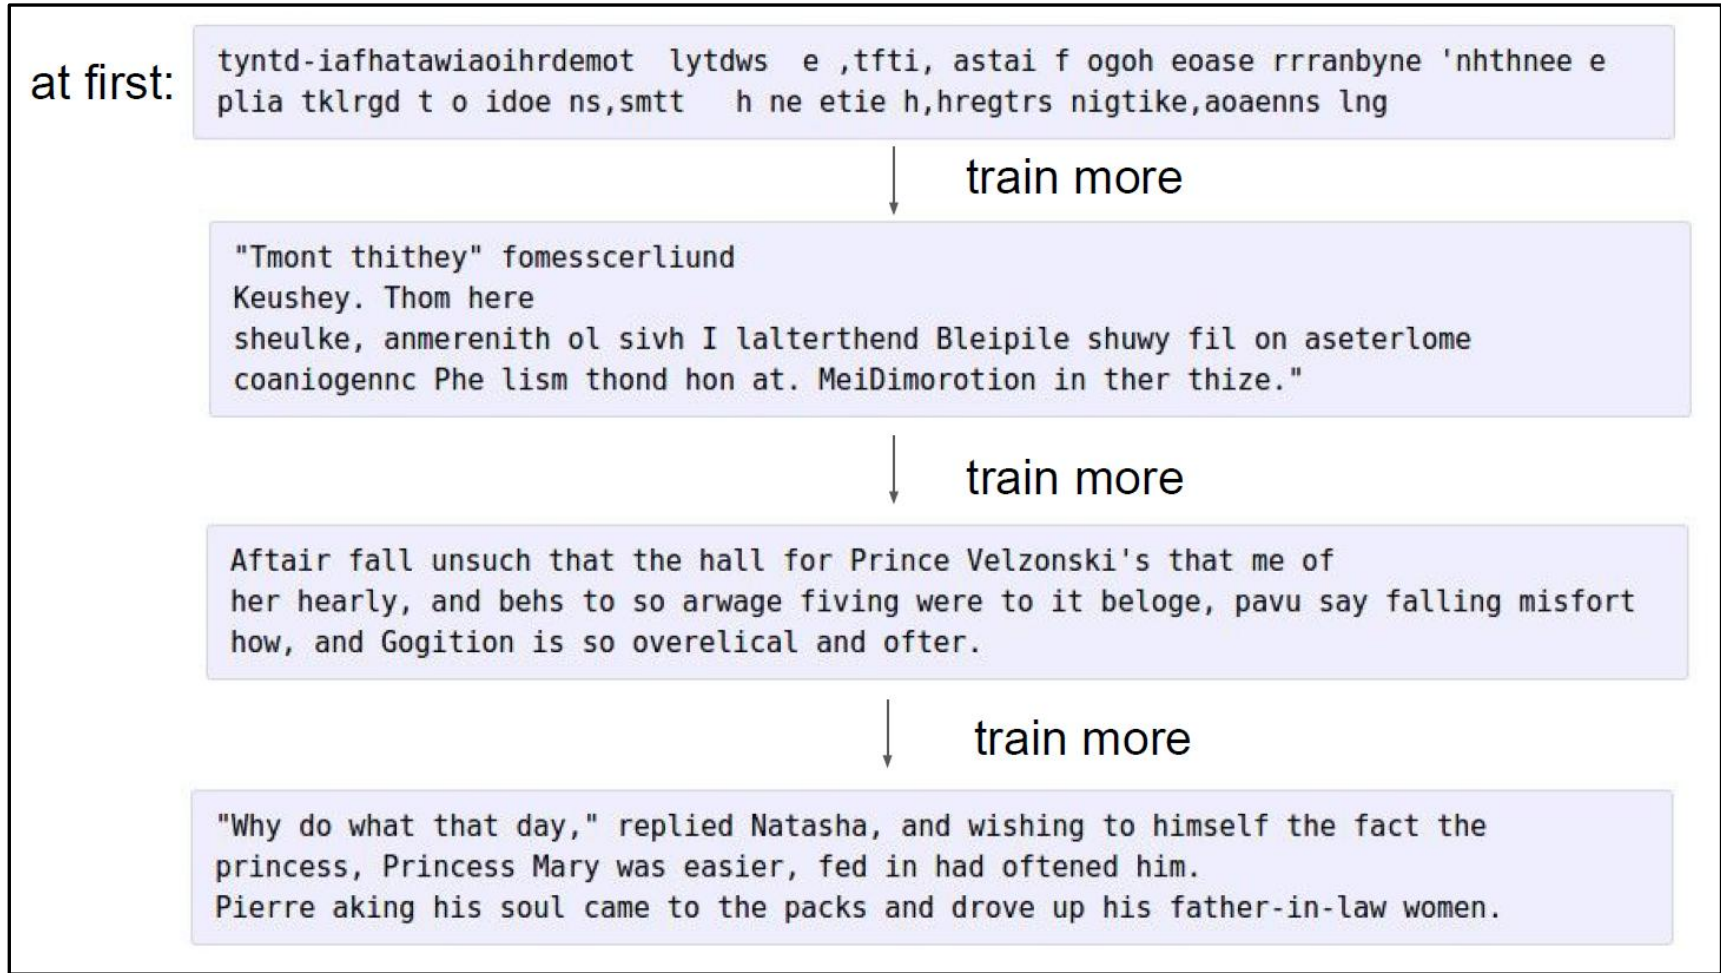 at first:
tyntd-iafhatawiaoihrdemot  lytdws  e ,tfti, astai f ogoh eoase rrranbyne 'nhthnee e
plia tklrgd t o idoe ns,smtt   h ne etie h,hregtrs nigtike,aoaenns lng
train more
"Tmont thithey" fomesscerliund
Keushey. Thom here
sheulke, anmerenith ol sivh I lalterthend Bleipile shuwy fil on aseterlome
coaniogennc Phe lism thond hon at. MeiDimorotion in ther thize."
train more
Aftair fall unsuch that the hall for Prince Velzonski's that me of
her hearly, and behs to so arwage fiving were to it beloge, pavu say falling misfort
how, and Gogition is so overelical and ofter.
train more
"Why do what that day," replied Natasha, and wishing to himself the fact the
princess, Princess Mary was easier, fed in had oftened him.
Pierre aking his soul came to the packs and drove up his father-in-law women.